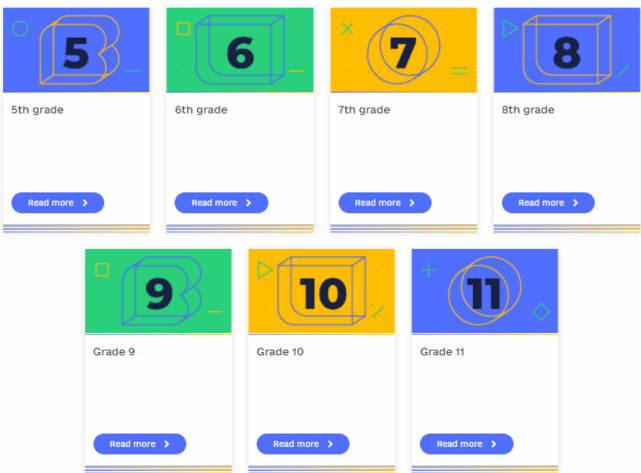 5
6
7
8
5th grade
6th grade
7th grade
8th grade
Read more
Read more
Read more
Read more
9
10
11
Grade 9
Grade 10
Grade 11
Read more
Read more
Read more